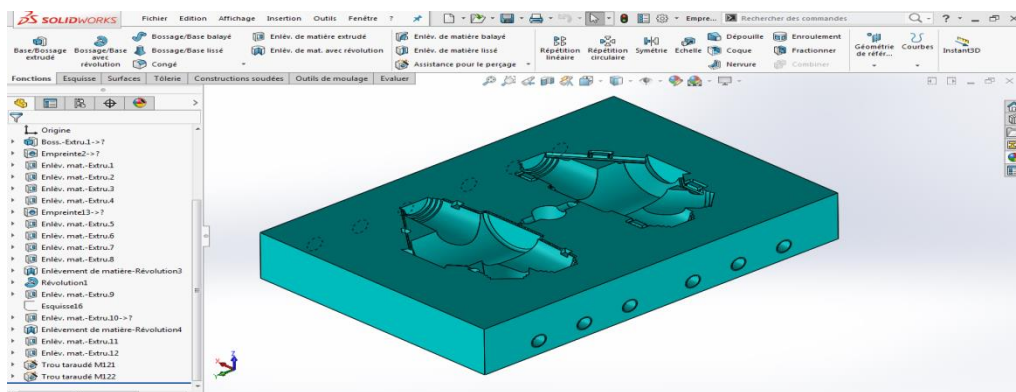 SOLIDWORKS Fichier Edition Affichage Insertion Outils Fenêtre ? Empre... Rechercher des commandes
Base/Bossage extrudé
Bossage/Base avec révolution
Bossage/Base balayé
Bossage/Base lissé
Congé
Enlèv. de matière extrudé
Enlèv. de mat. avec révolution
Enlèv. de matière balayé
Enlèv. de matière lissé
Assistance pour le perçage
Répétition linéaire
Répétition circulaire
Symétrie
Echelle
Dépouille
Coque
Nervure
Enroulement
Fractionner
Combiner
Géométrie de référ...
Courbes
Instant3D
Fonctions Esquisse Surfaces Tôlerie Constructions soudées Outils de moulage Evaluer
Origine
Boss.-Extru.1->?
Empreinte2->?
Enlèv. mat.-Extru.1
Enlèv. mat.-Extru.2
Enlèv. mat.-Extru.3
Enlèv. mat.-Extru.4
Empreinte13->?
Enlèv. mat.-Extru.5
Enlèv. mat.-Extru.6
Enlèv. mat.-Extru.7
Enlèv. mat.-Extru.8
Enlèvement de matière-Révolution3
Révolution1
Enlèv. mat.-Extru.9
Esquisse16
Enlèv. mat.-Extru.10->?
Enlèvement de matière-Révolution4
Enlèv. mat.-Extru.11
Enlèv. mat.-Extru.12
Trou taraudé M121
Trou taraudé M122